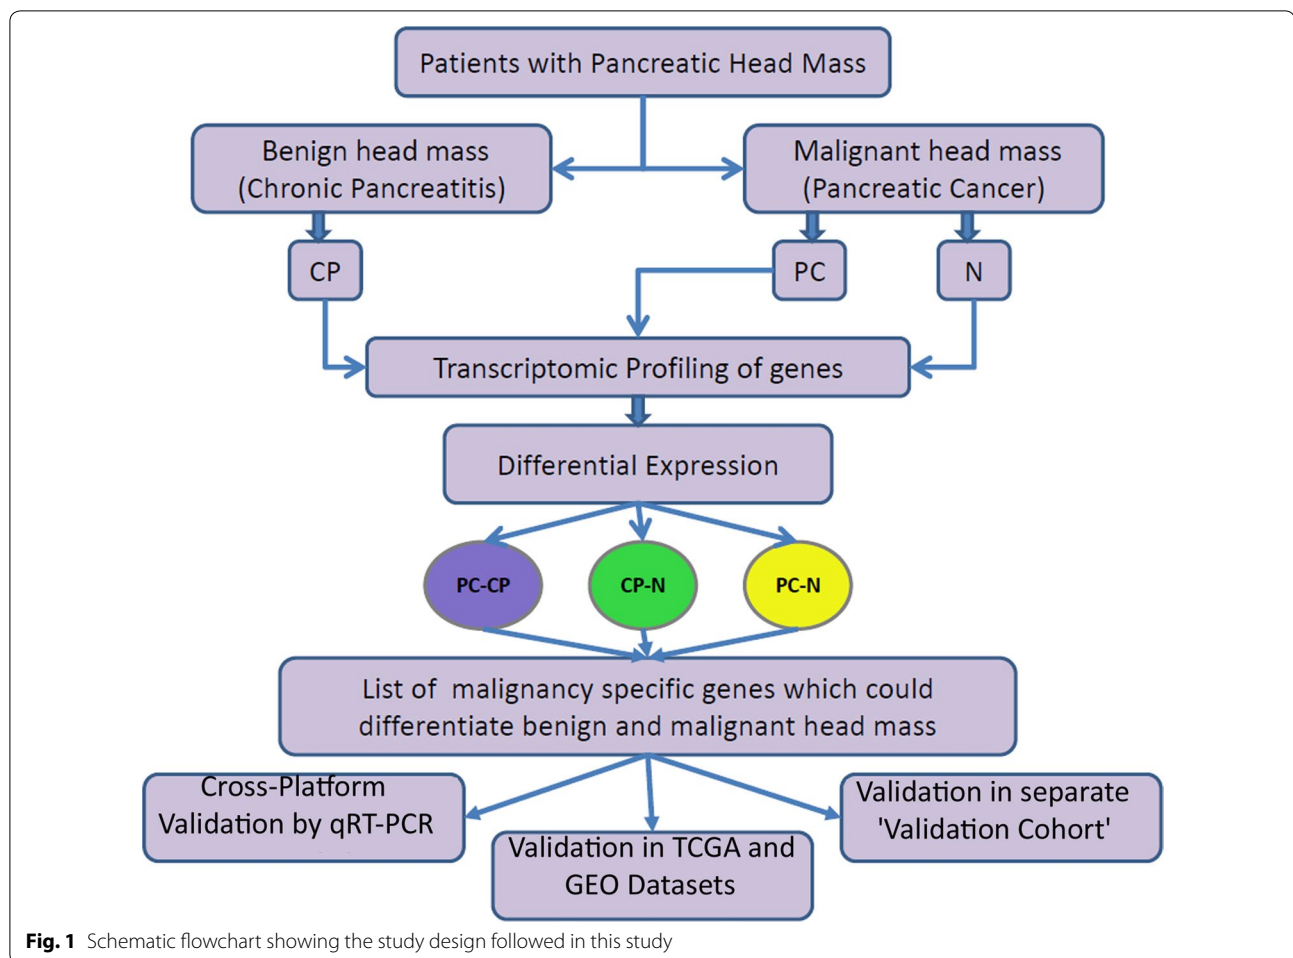 Patients with Pancreatic Head Mass
Benign head mass
(Chronic Pancreatitis)
Malignant head mass
(Pancreatic Cancer)
CP
PC
N
Transcriptomic Profiling of genes
Differential Expression
PC-CP
CP-N
PC-N
List of malignancy specific genes which could
differentiate benign and malignant head mass
Cross-Platform
Validation by qRT-PCR
Validation in TCGA and
GEO Datasets
Validation in separate
'Validation Cohort'
Fig. 1 Schematic flowchart showing the study design followed in this study